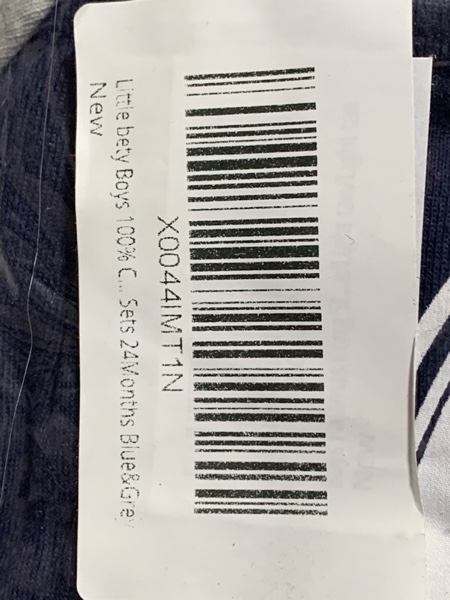 X0044IMT1N
Little bety Boys 100% C... Sets 24Months Blue&Grey
New